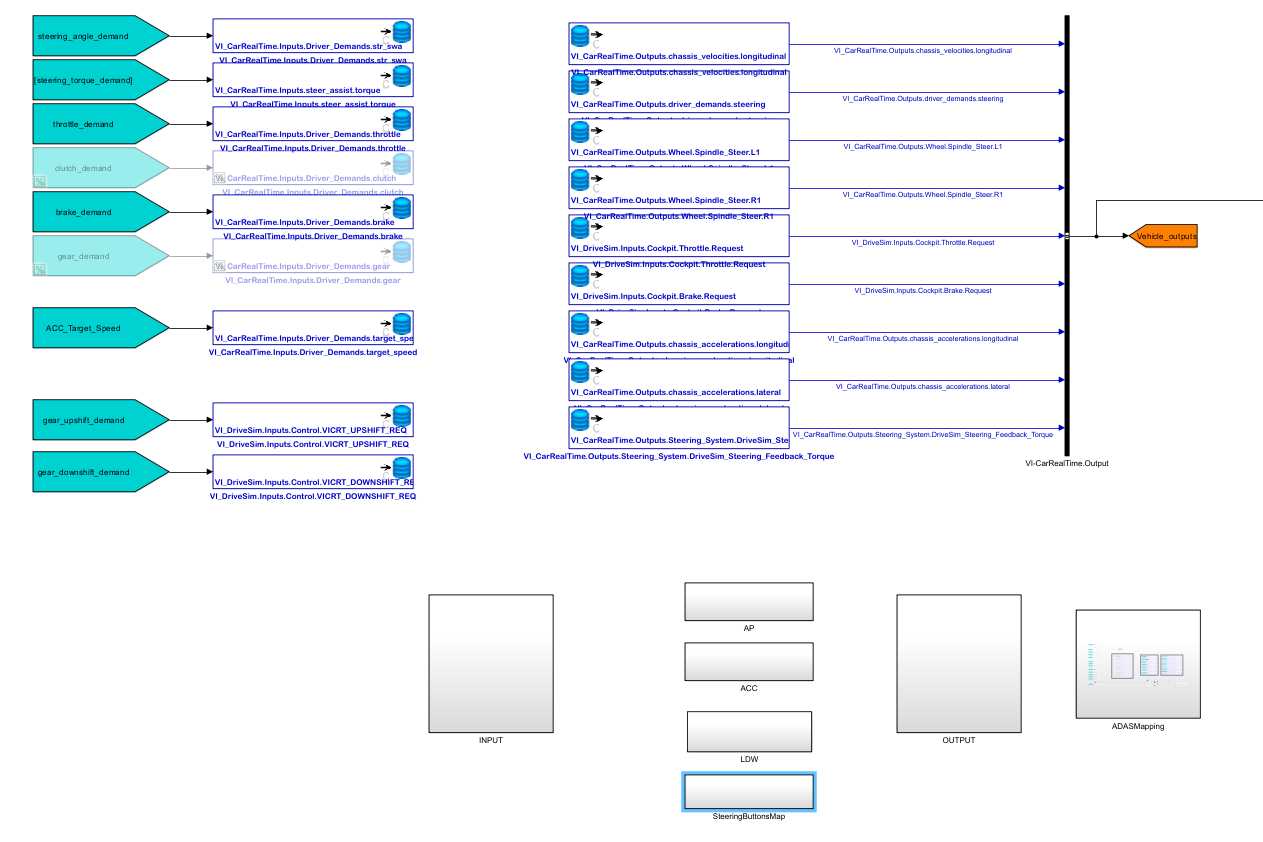 steering_angle_demand
VI_CarRealTime.Inputs.Driver_Demands.str_swa
VI_CarRealTime.Inputs.Driver_Demands.str_swa
[steering_torque_demand]
VI_CarRealTime.Inputs.steer_assist.torque
VI_CarRealTime.Inputs.steer_assist.torque
throttle_demand
VI_CarRealTime.Inputs.Driver_Demands.throttle
VI_CarRealTime.Inputs.Driver_Demands.throttle
clutch_demand
%
%
CarRealTime.Inputs.Driver_Demands.clutch
VI_CarRealTime.Inputs.Driver_Demands.clutch
brake_demand
VI_CarRealTime.Inputs.Driver_Demands.brake
VI_CarRealTime.Inputs.Driver_Demands.brake
gear_demand
%
%
CarRealTime.Inputs.Driver_Demands.gear
VI_CarRealTime.Inputs.Driver_Demands.gear
ACC_Target_Speed
VI_CarRealTime.Inputs.Driver_Demands.target_spe
VI_CarRealTime.Inputs.Driver_Demands.target_speed
gear_upshift_demand
VI_DriveSim.Inputs.Control.VICRT_UPSHIFT_REQ
VI_DriveSim.Inputs.Control.VICRT_UPSHIFT_REQ
gear_downshift_demand
VI_DriveSim.Inputs.Control.VICRT_DOWNSHIFT_RE
VI_DriveSim.Inputs.Control.VICRT_DOWNSHIFT_REQ
VI_CarRealTime.Outputs.chassis_velocities.longitudinal
VI_CarRealTime.Outputs.chassis_velocities.longitudinal
VI_CarRealTime.Outputs.chassis_velocities.longitudinal
VI_CarRealTime.Outputs.driver_demands.steering
VI_CarRealTime.Outputs.driver_demands.steering
VI_CarRealTime.Outputs.Wheel.Spindle_Steer.L1
VI_CarRealTime.Outputs.Wheel.Spindle_Steer.L1
VI_CarRealTime.Outputs.Wheel.Spindle_Steer.R1
VI_CarRealTime.Outputs.Wheel.Spindle_Steer.R1
VI_CarRealTime.Outputs.Wheel.Spindle_Steer.R1
VI_DriveSim.Inputs.Cockpit.Throttle.Request
VI_DriveSim.Inputs.Cockpit.Throttle.Request
VI_DriveSim.Inputs.Cockpit.Throttle.Request
VI_DriveSim.Inputs.Cockpit.Brake.Request
VI_DriveSim.Inputs.Cockpit.Brake.Request
VI_CarRealTime.Outputs.chassis_accelerations.longitudi
VI_CarRealTime.Outputs.chassis_accelerations.longitudinal
VI_CarRealTime.Outputs.chassis_accelerations.lateral
VI_CarRealTime.Outputs.chassis_accelerations.lateral
VI_CarRealTime.Outputs.Steering_System.DriveSim_Ste
VI_CarRealTime.Outputs.Steering_System.DriveSim_Steering_Feedback_Torque
VI_CarRealTime.Outputs.Steering_System.DriveSim_Steering_Feedback_Torque
Vehicle_outputs
VI-CarRealTime.Output
INPUT
AP
ACC
LDW
SteeringButtonsMap
OUTPUT
ADASMapping